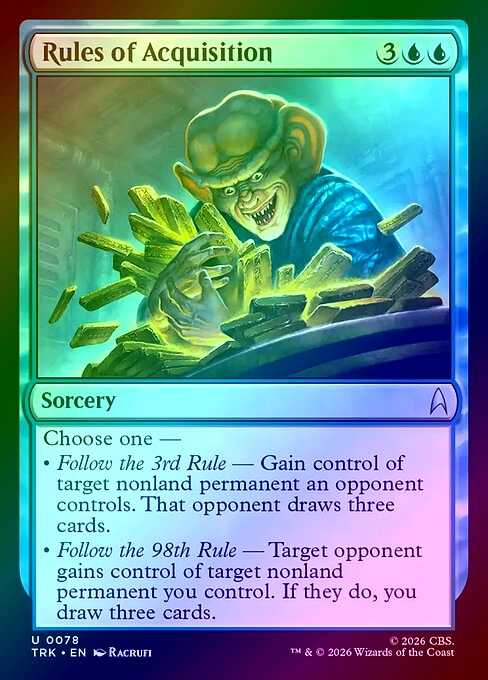 Rules of Acquisition 3
Sorcery
Choose one —
• Follow the 3rd Rule — Gain control of
target nonland permanent an opponent
controls. That opponent draws three
cards.
• Follow the 98th Rule — Target opponent
gains control of target nonland
permanent you control. If they do, you
draw three cards.
U 0078
TRK • EN Racrufi
© 2026 CBS.
™ & © 2026 Wizards of the Coast